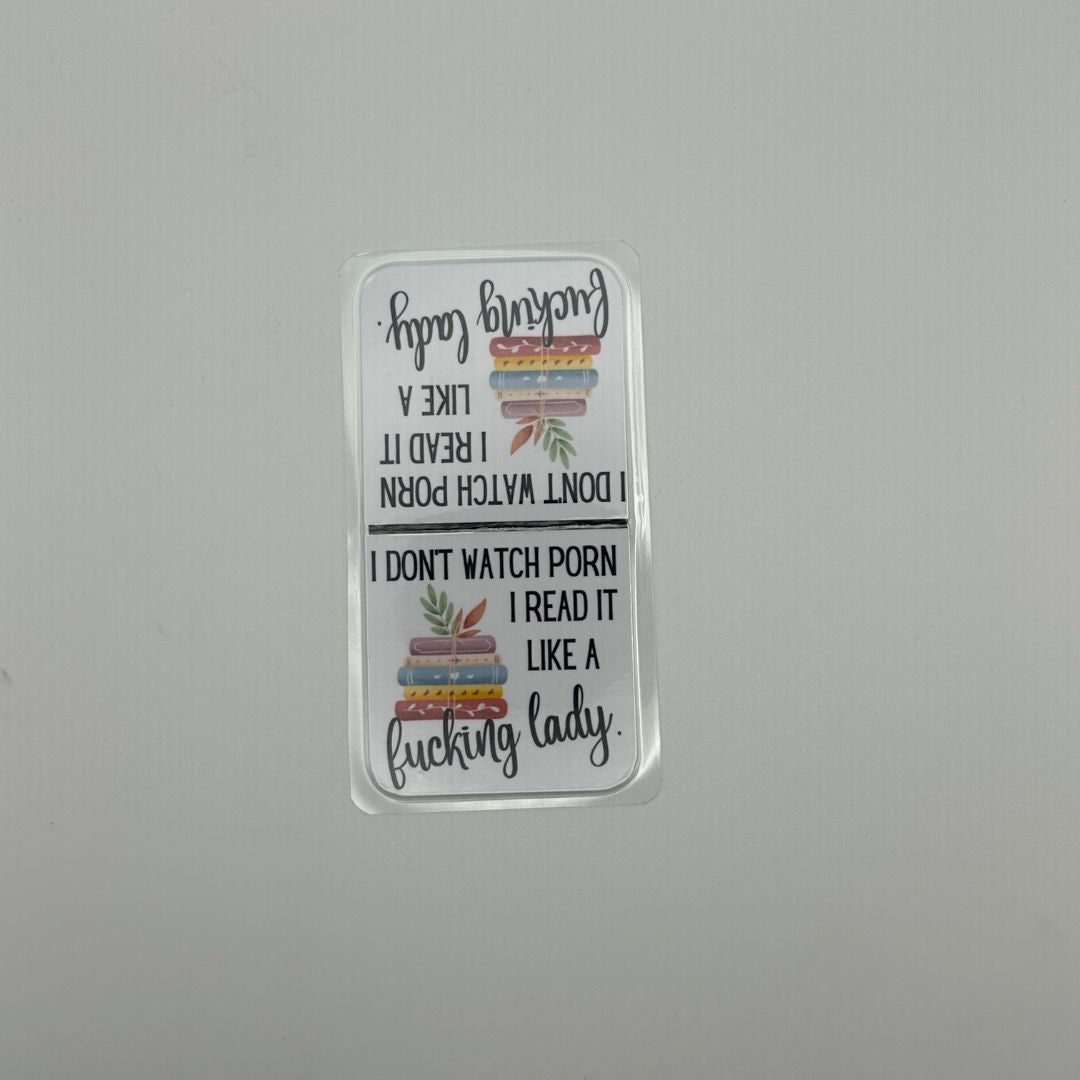 fucking lady.
LIKE A
I READ IT
I DON'T WATCH PORN
I DON'T WATCH PORN
I READ IT
LIKE A
fucking lady.